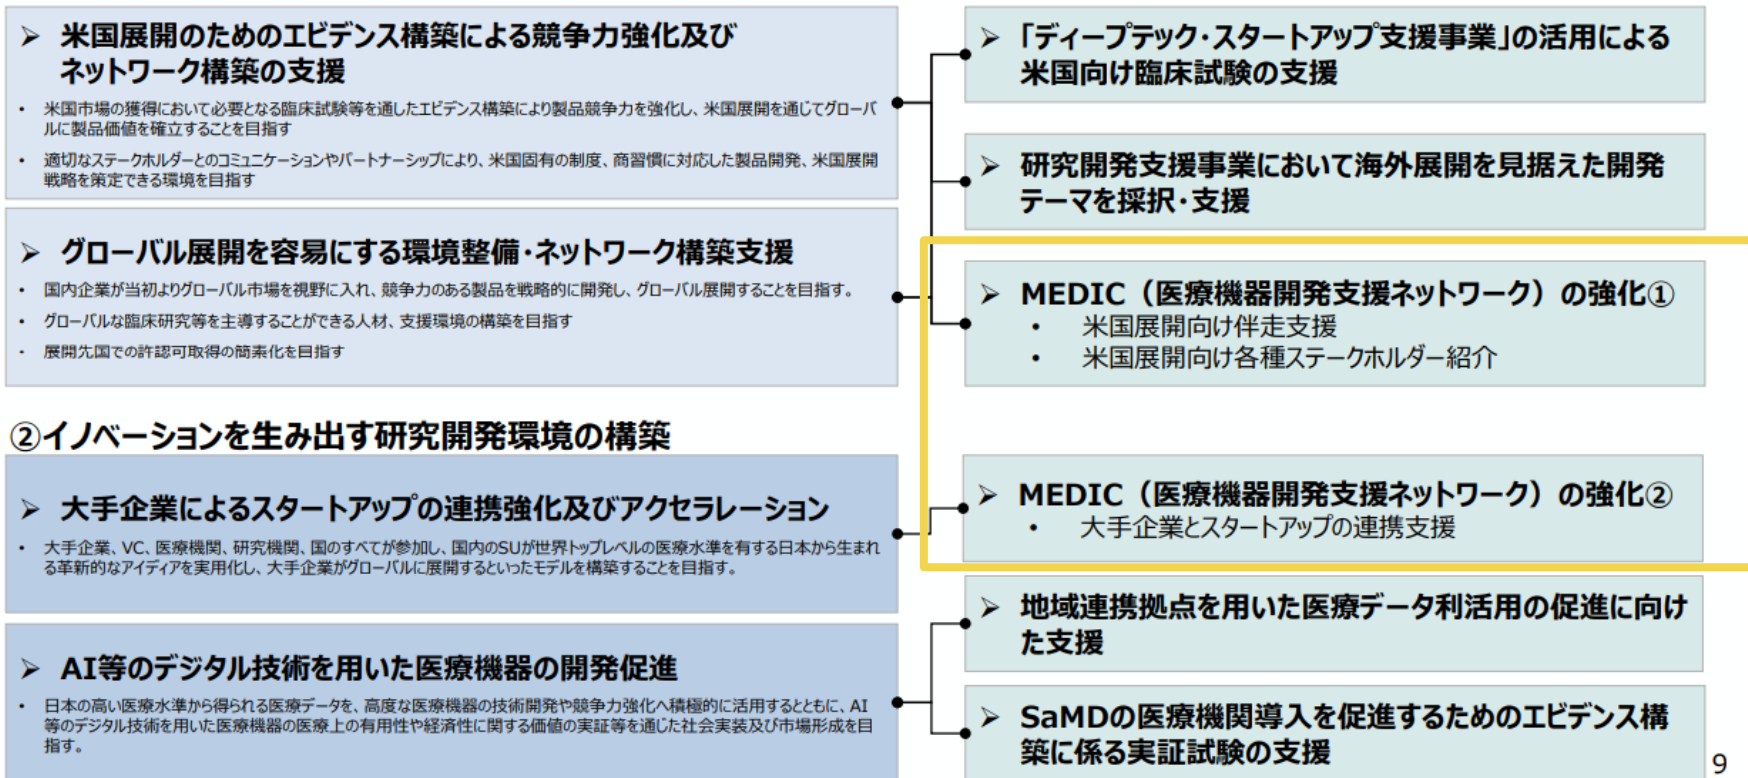 ➢ 米国展開のためのエビデンス構築による競争力強化及び
ネットワーク構築の支援
• 米国市場の獲得において必要となる臨床試験等を通したエビデンス構築により製品競争力を強化し、米国展開を通じてグローバ
ルに製品価値を確立することを目指す
• 適切なステークホルダーとのコミュニケーションやパートナーシップにより、米国固有の制度、商習慣に対応した製品開発、米国展開
戦略を策定できる環境を目指す
➢ グローバル展開を容易にする環境整備・ネットワーク構築支援
• 国内企業が当初よりグローバル市場を視野に入れ、競争力のある製品を戦略的に開発し、グローバル展開することを目指す。
• グローバルな臨床研究等を主導することができる人材、支援環境の構築を目指す
• 展開先国での許認可取得の簡素化を目指す
➢ 「ディープテック・スタートアップ支援事業」の活用による
米国向け臨床試験の支援
➢ 研究開発支援事業において海外展開を見据えた開発
テーマを採択・支援
➢ MEDIC（医療機器開発支援ネットワーク）の強化①
• 米国展開向け伴走支援
• 米国展開向け各種ステークホルダー紹介
②イノベーションを生み出す研究開発環境の構築
➢ 大手企業によるスタートアップの連携強化及びアクセラレーション
• 大手企業、VC、医療機関、研究機関、国のすべてが参加し、国内のSUが世界トップレベルの医療水準を有する日本から生まれ
る革新的なアイディアを実用化し、大手企業がグローバルに展開するといったモデルを構築することを目指す。
➢ AI等のデジタル技術を用いた医療機器の開発促進
• 日本の高い医療水準から得られる医療データを、高度な医療機器の技術開発や競争力強化へ積極的に活用するとともに、AI
等のデジタル技術を用いた医療機器の医療上の有用性や経済性に関する価値の実証等を通じた社会実装及び市場形成を目
指す。
➢ MEDIC（医療機器開発支援ネットワーク）の強化②
• 大手企業とスタートアップの連携支援
➢ 地域連携拠点を用いた医療データ利活用の促進に向け
た支援
➢ SaMDの医療機関導入を促進するためのエビデンス構
築に係る実証試験の支援
9